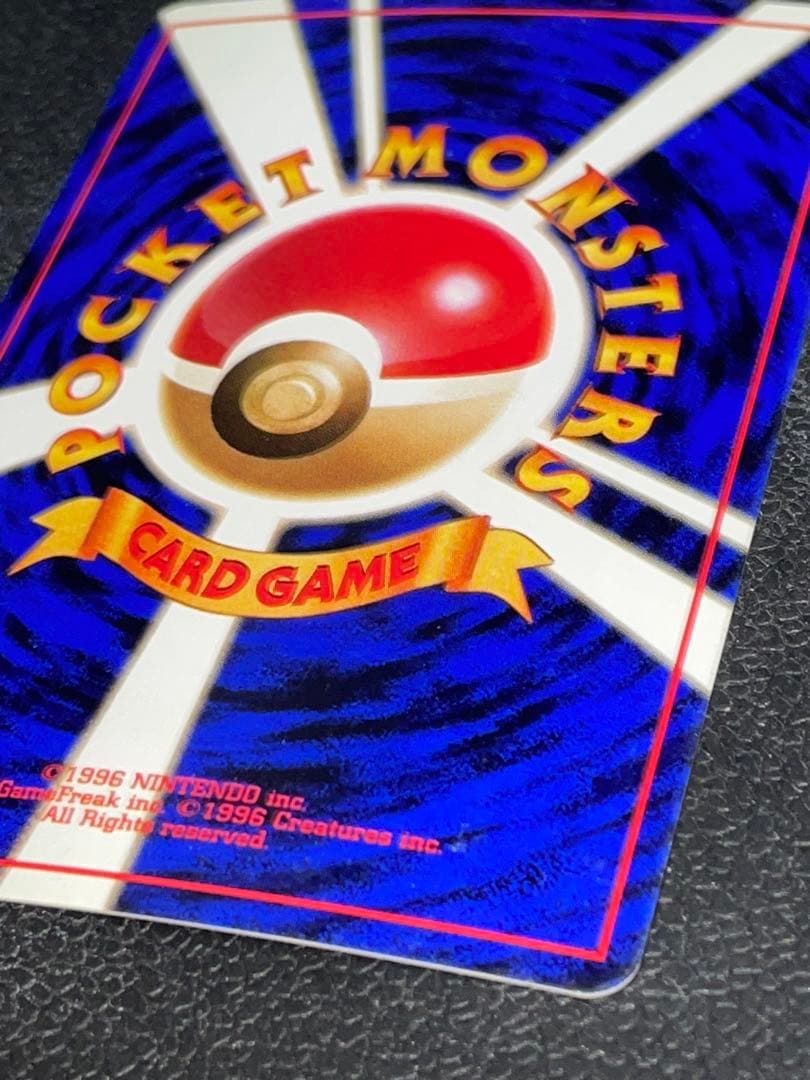 POCKET MONSTERS
CARD GAME
©1996 NINTENDO inc.
GameFreak inc. ©1996 Creatures inc.
All Rights reserved.